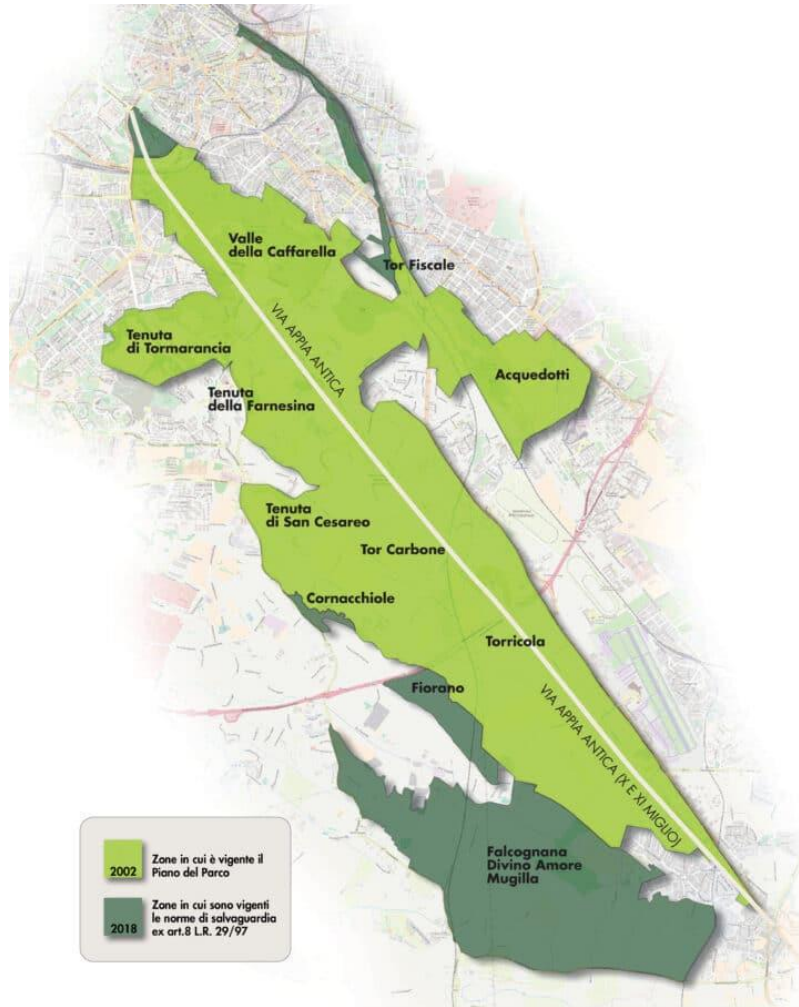 Valle
della Caffarella
Tor Fiscale
VIA APPIA ANTICA
Tenuta
di Tormarancia
Acquedotti
Tenuta
della Farnesina
Tenuta
di San Cesareo
Tor Carbone
Cornacchiole
Torricola
Fiorano
VIA APPIA ANTICA (X E XI MIGLIO)
Falcognana
Divino Amore
Mugilla
2002
Zone in cui è vigente il
Piano del Parco
2018
Zone in cui sono vigenti
le norme di salvaguardia
ex art.8 L.R. 29/97